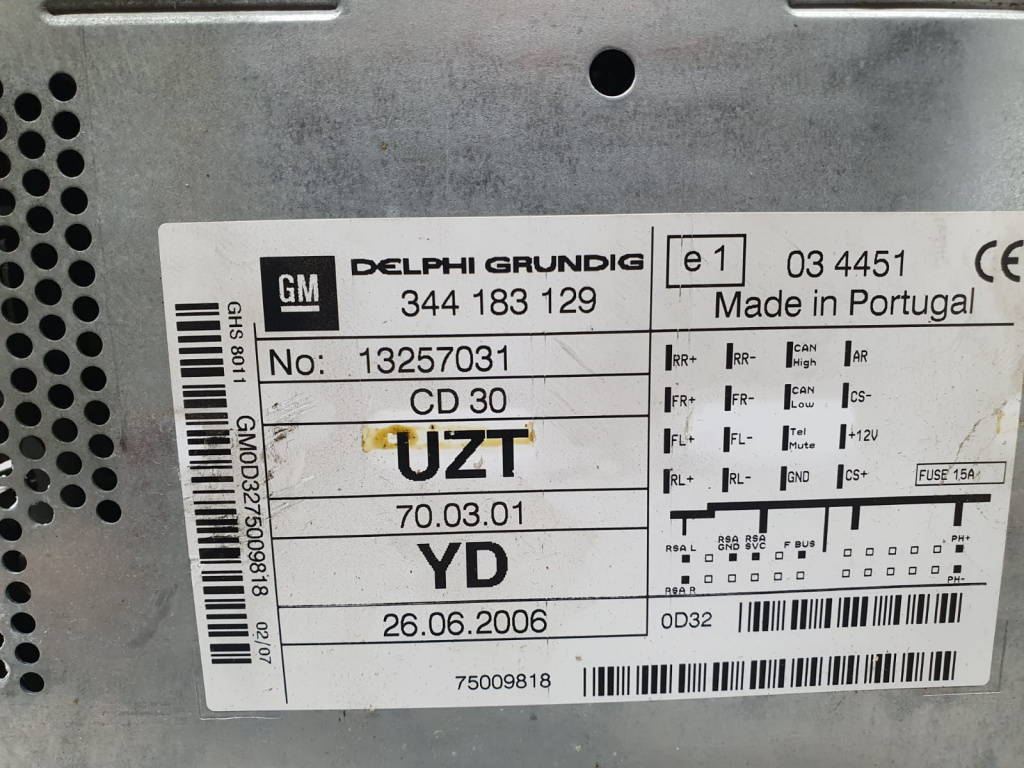 GM
DELPHI GRUNDIG
344 183 129
e 1
03 4451
CE
Made in Portugal
No: 13257031
CD 30
UZT
70.03.01
YD
26.06.2006
RR+ RR- CAN High AR
FR+ FR- CAN Low CS-
FL+ FL- Tel Mute +12V
RL+ RL- GND CS+
FUSE 15A
RSA L RSA GND RSA SVC F BUS PH+
RSA R PH-
0D32
75009818
GHS 8011
GM0D3275009818 02/07